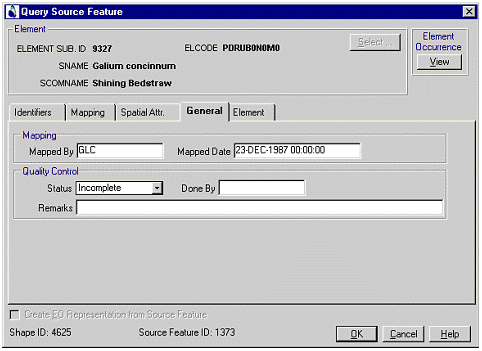 Query Source Feature
Element
ELEMENT SUB. ID 9327 ELCODE PDRUB0N0M0 Select...
SNAME Galium concinnum
SCOMNAME Shining Bedstraw
Element Occurrence
View
Identifiers Mapping Spatial Attr. General Element
Mapping
Mapped By GLC Mapped Date 23-DEC-1987 00:00:00
Quality Control
Status Incomplete Done By
Remarks
Create EO Representation from Source Feature
Shape ID: 4625 Source Feature ID: 1373 OK Cancel Help